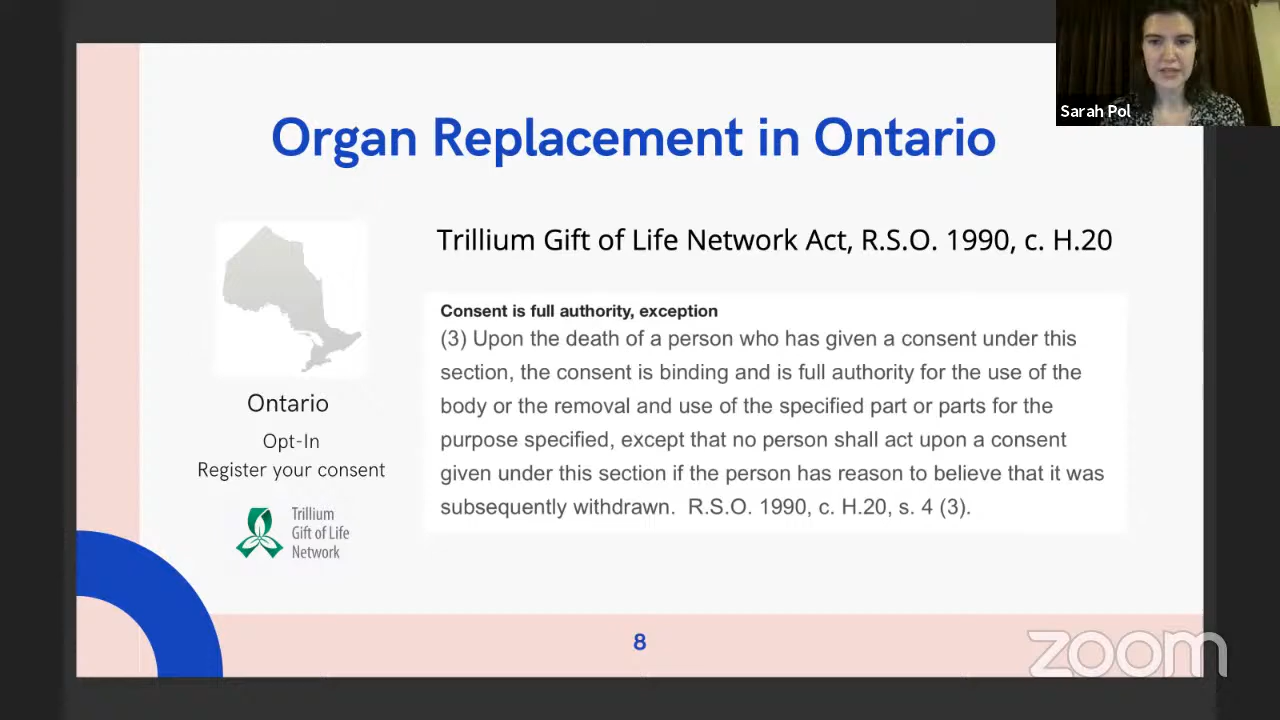 Sarah Pol
Organ Replacement in Ontario
Trillium Gift of Life Network Act, R.S.O. 1990, c. H.20
Consent is full authority, exception
(3) Upon the death of a person who has given a consent under this
section, the consent is binding and is full authority for the use of the
body or the removal and use of the specified part or parts for the
purpose specified, except that no person shall act upon a consent
given under this section if the person has reason to believe that it was
subsequently withdrawn.  R.S.O. 1990, c. H.20, s. 4 (3).
Ontario
Opt-In
Register your consent
Trillium
Gift of Life
Network
8
zoom